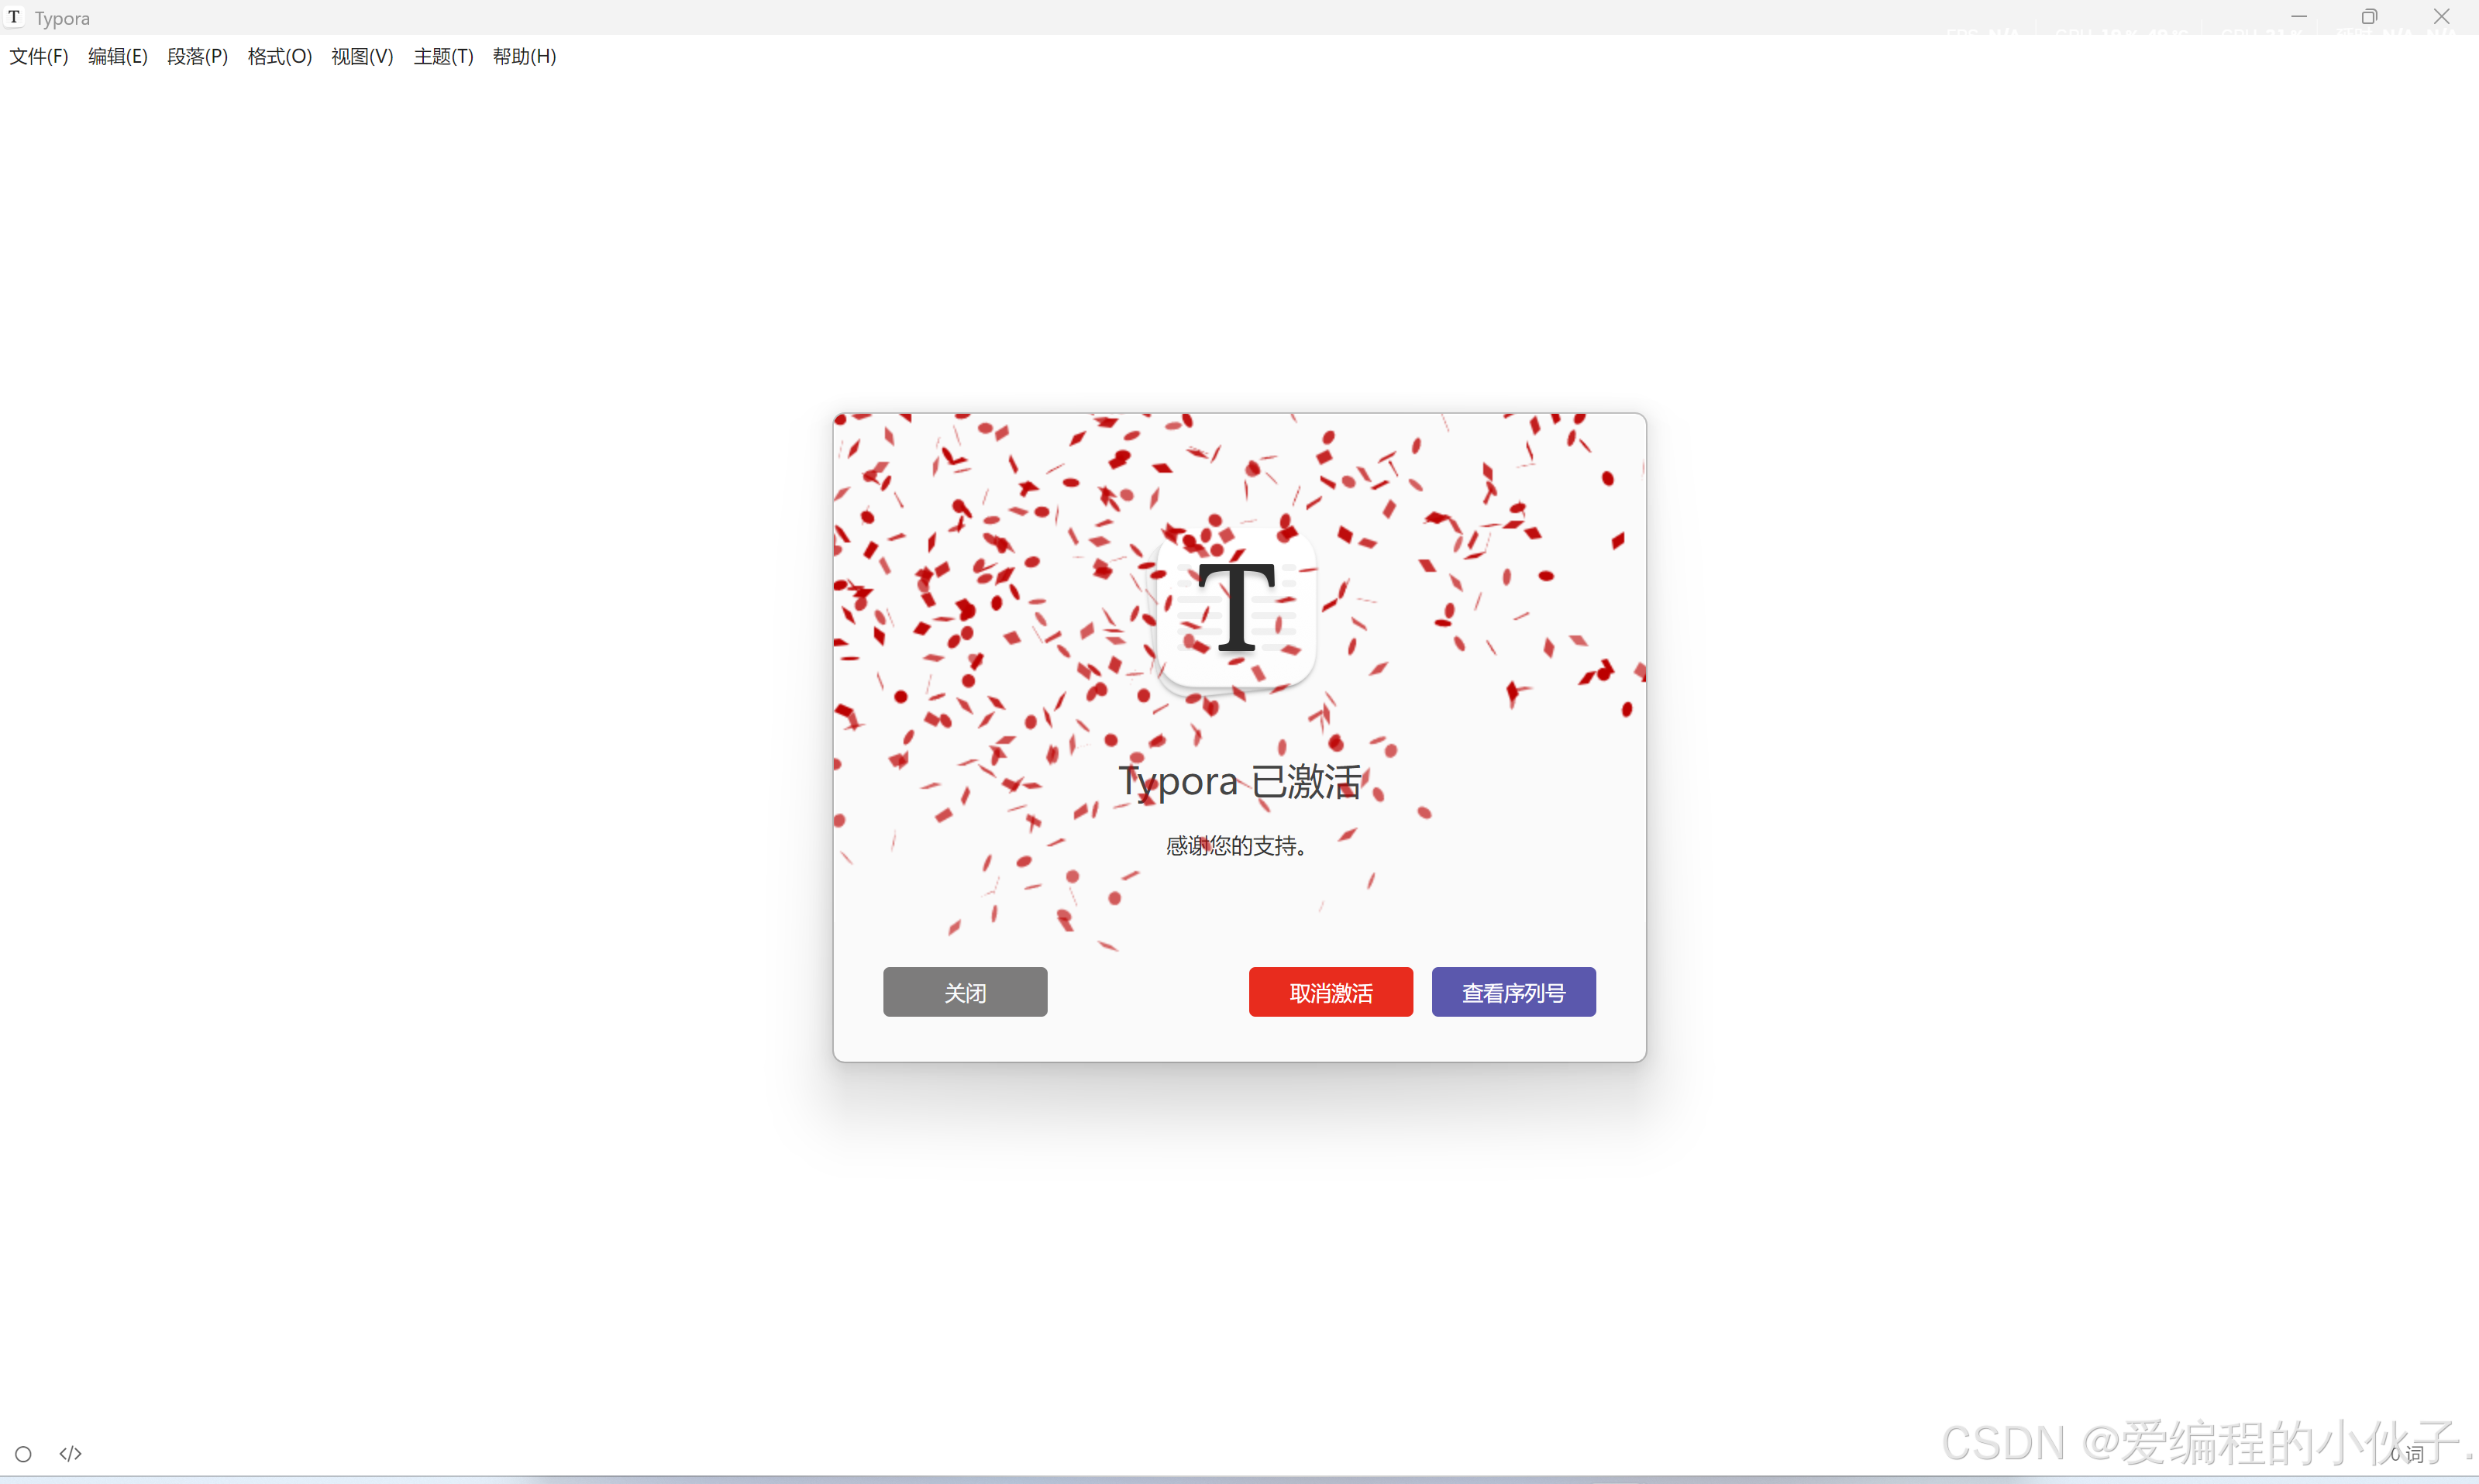 T Typora
文件(F) 编辑(E) 段落(P) 格式(O) 视图(V) 主题(T) 帮助(H)
T
Typora 已激活
感谢您的支持。
关闭 取消激活 查看序列号
CSDN @爱编程的小伙子.
0 词